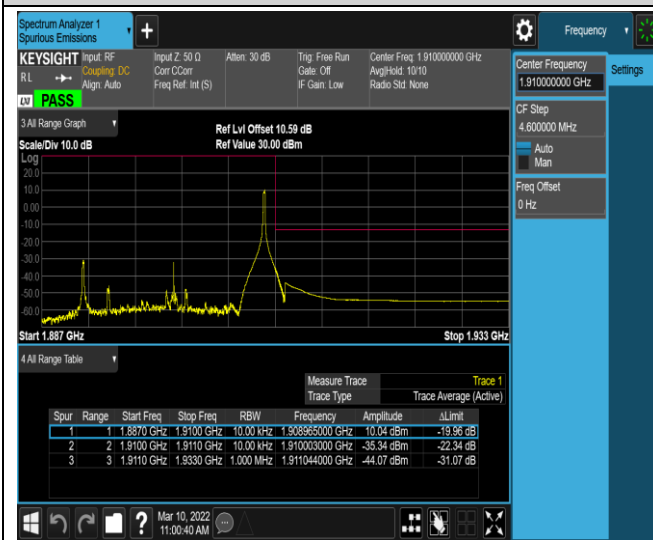 Spectrum Analyzer 1
Spurious Emissions
Frequency
KEYSIGHT Input: RF Input Z: 50 Ω Atten: 30 dB Trig: Free Run Center Freq: 1.910000000 GHz
RL Coupling: DC Corr CCorr Gate: Off Avg|Hold: 10/10
Align: Auto Freq Ref: Int (S) IF Gain: Low Radio Std: None
LXI PASS
Center Frequency
1.910000000 GHz
Settings
CF Step
4.600000 MHz
Auto
Man
Freq Offset
0 Hz
3 All Range Graph
Ref Lvl Offset 10.59 dB
Scale/Div 10.0 dB Ref Value 30.00 dBm
Log
20.0
10.0
0.00
-10.0
-20.0
-30.0
-40.0
-50.0
-60.0
Start 1.887 GHz Stop 1.933 GHz
4 All Range Table
Measure Trace Trace 1
Trace Type Trace Average (Active)
Spur Range Start Freq Stop Freq RBW Frequency Amplitude ΔLimit
1 1 1.8870 GHz 1.9100 GHz 10.00 kHz 1.908965000 GHz 10.04 dBm -19.96 dB
2 2 1.9100 GHz 1.9110 GHz 10.00 kHz 1.910003000 GHz -35.34 dBm -22.34 dB
3 3 1.9110 GHz 1.9330 GHz 1.000 MHz 1.911044000 GHz -44.07 dBm -31.07 dB
Mar 10, 2022
11:00:40 AM